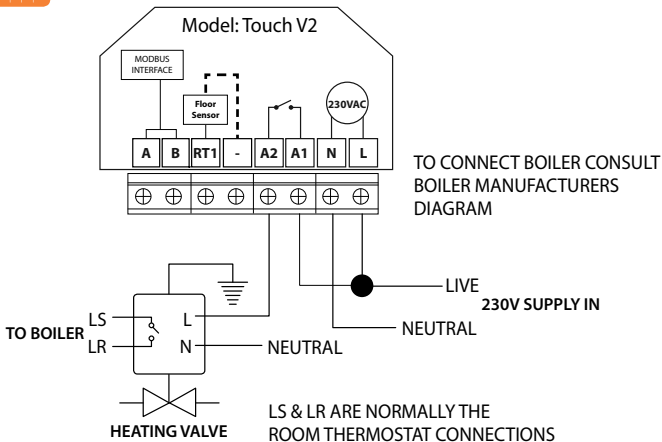 Model: Touch V2
MODBUS
INTERFACE
Floor
Sensor
230VAC
A B RT1 - A2 A1 N L
TO CONNECT BOILER CONSULT
BOILER MANUFACTURERS
DIAGRAM
LIVE
230V SUPPLY IN
NEUTRAL
TO BOILER
LS
LR
L
N
NEUTRAL
HEATING VALVE
LS & LR ARE NORMALLY THE
ROOM THERMOSTAT CONNECTIONS